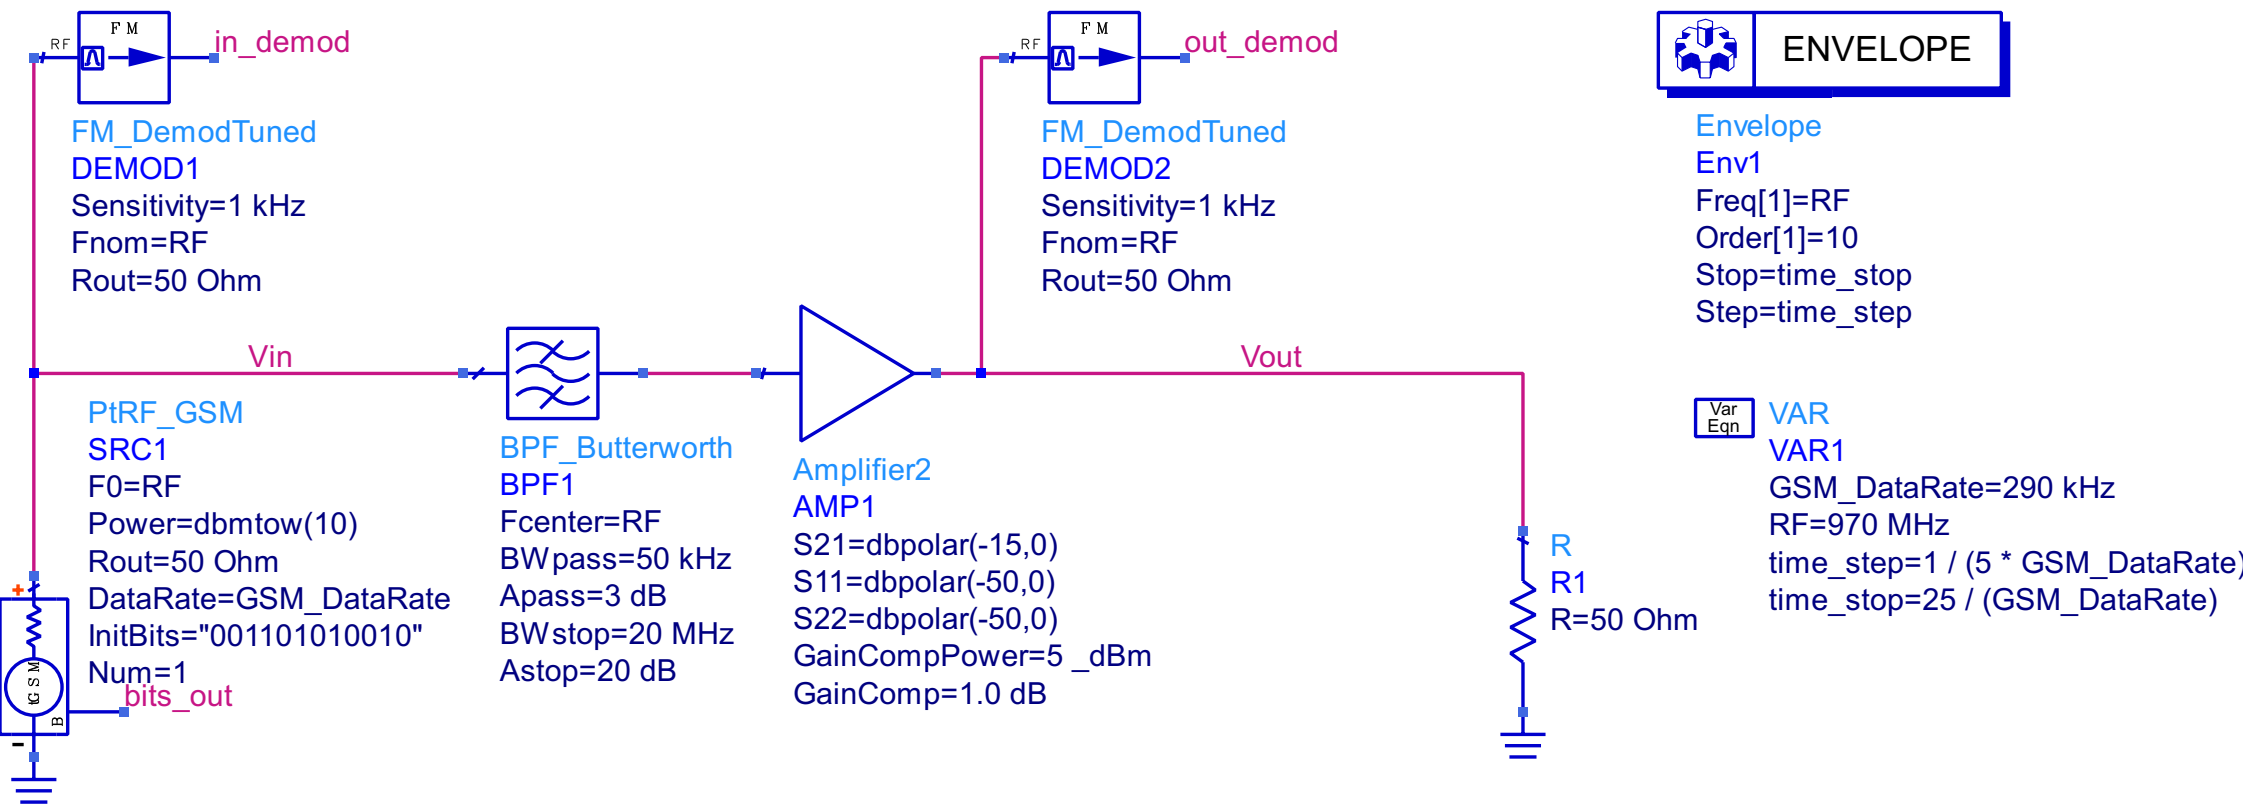 FM
RF
in_demod
FM_DemodTuned
DEMOD1
Sensitivity=1 kHz
Fnom=RF
Rout=50 Ohm
FM
RF
out_demod
FM_DemodTuned
DEMOD2
Sensitivity=1 kHz
Fnom=RF
Rout=50 Ohm
ENVELOPE
Envelope
Env1
Freq[1]=RF
Order[1]=10
Stop=time_stop
Step=time_step
Vin
Vout
PtRF_GSM
SRC1
F0=RF
Power=dbmtow(10)
Rout=50 Ohm
DataRate=GSM_DataRate
InitBits="001101010010"
Num=1
bits_out
+
GSM
B
-
BPF_Butterworth
BPF1
Fcenter=RF
BWpass=50 kHz
Apass=3 dB
BWstop=20 MHz
Astop=20 dB
Amplifier2
AMP1
S21=dbpolar(-15,0)
S11=dbpolar(-50,0)
S22=dbpolar(-50,0)
GainCompPower=5 _dBm
GainComp=1.0 dB
R
R1
R=50 Ohm
Var
Eqn
VAR
VAR1
GSM_DataRate=290 kHz
RF=970 MHz
time_step=1 / (5 * GSM_DataRate)
time_stop=25 / (GSM_DataRate)